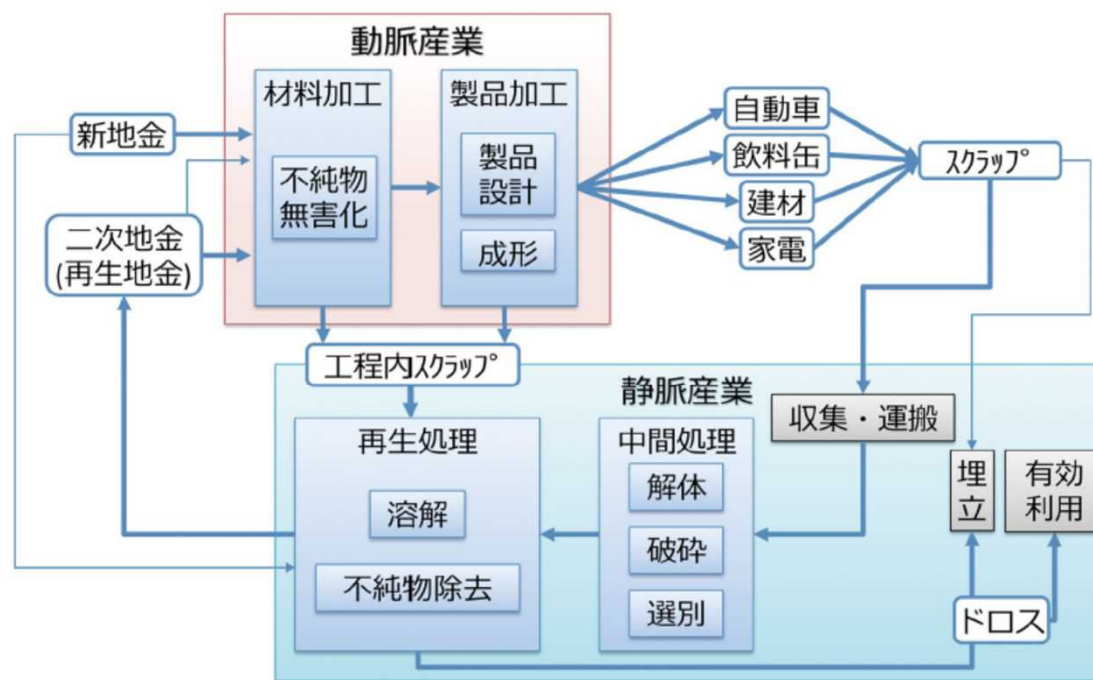 動脈産業
材料加工
不純物
無害化
製品加工
製品
設計
成形
新地金
二次地金
(再生地金)
自動車
飲料缶
建材
家電
ｽｸﾗｯﾌﾟ
工程内ｽｸﾗｯﾌﾟ
静脈産業
再生処理
溶解
不純物除去
中間処理
解体
破砕
選別
収集・運搬
埋
立
有効
利用
ドロス